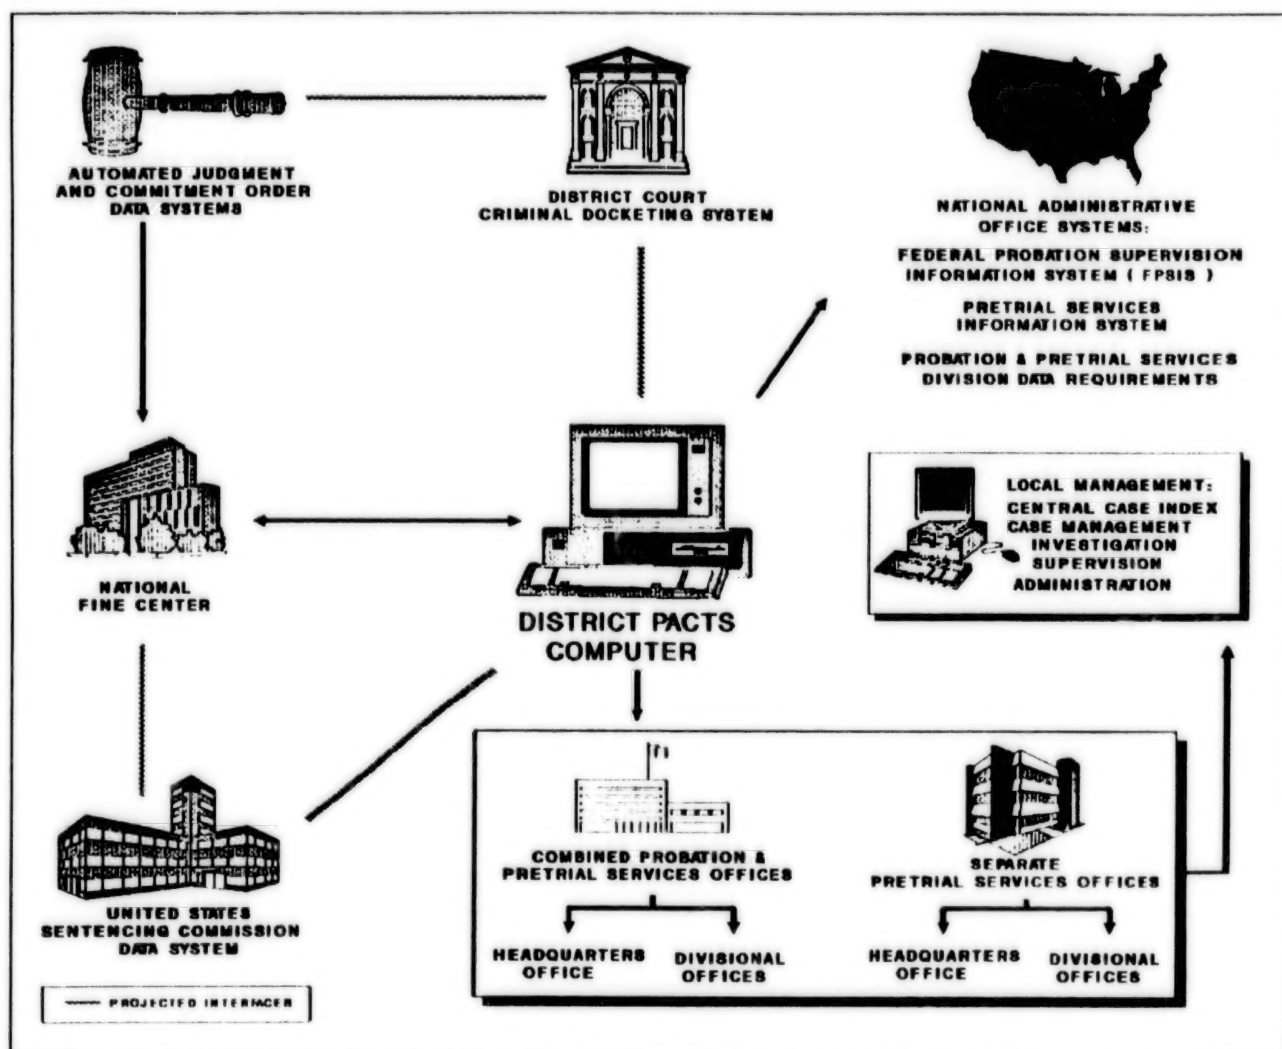 AUTOMATED JUDGMENT
AND COMMITMENT ORDER
DATA SYSTEMS
DISTRICT COURT
CRIMINAL DOCKETING SYSTEM
NATIONAL ADMINISTRATIVE
OFFICE SYSTEMS:
FEDERAL PROBATION SUPERVISION
INFORMATION SYSTEM ( FPSIS )
PRETRIAL SERVICES
INFORMATION SYSTEM
PROBATION & PRETRIAL SERVICES
DIVISION DATA REQUIREMENTS
NATIONAL
FINE CENTER
DISTRICT PACTS
COMPUTER
LOCAL MANAGEMENT:
CENTRAL CASE INDEX
CASE MANAGEMENT
INVESTIGATION
SUPERVISION
ADMINISTRATION
UNITED STATES
SENTENCING COMMISSION
DATA SYSTEM
COMBINED PROBATION &
PRETRIAL SERVICES OFFICES
HEADQUARTERS
OFFICE
DIVISIONAL
OFFICES
SEPARATE
PRETRIAL SERVICES OFFICES
HEADQUARTERS
OFFICE
DIVISIONAL
OFFICES
PROJECTED INTERFACES